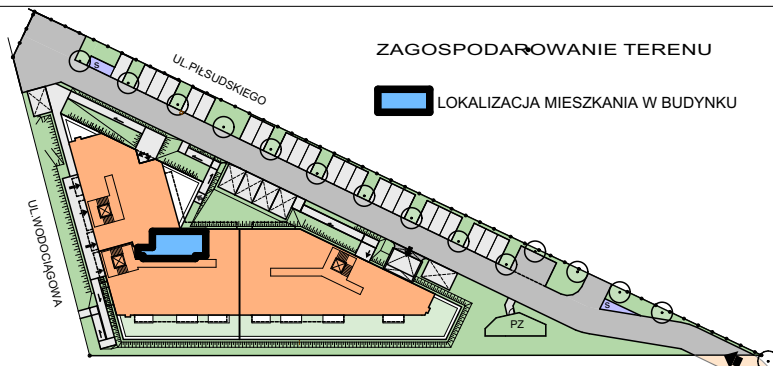 ZAGOSPODAROWANIE TERENU
UL.PIŁSUDSKIEGO
LOKALIZACJA MIESZKANIA W BUDYNKU
S
UL.WODOCIĄGOWA
S
PZ